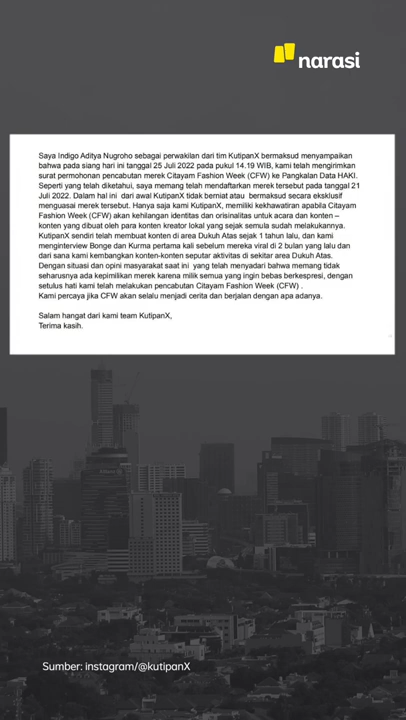 narasi
Saya Indigo Aditya Nugroho sebagai perwakilan dari tim KutipanX bermaksud menyampaikan
bahwa pada siang hari ini tanggal 25 Juli 2022 pada pukul 14.19 WIB, kami telah mengirimkan
surat permohonan pencabutan merek Citayam Fashion Week (CFW) ke Pangkalan Data HAKI.
Seperti yang telah diketahui, saya memang telah mendaftarkan merek tersebut pada tanggal 21
Juli 2022. Dalam hal ini dari awal KutipanX tidak berniat atau bermaksud secara eksklusif
menguasai merek tersebut. Hanya saja kami KutipanX, memiliki kekhawatiran apabila Citayam
Fashion Week (CFW) akan kehilangan identitas dan orisinalitas untuk acara dan konten –
konten yang dibuat oleh para konten kreator lokal yang sejak semula sudah melakukannya.
KutipanX sendiri telah membuat konten di area Dukuh Atas sejak 1 tahun lalu, dan kami
menginterview Bonge dan Kurma pertama kali sebelum mereka viral di 2 bulan yang lalu dan
dari sana kami kembangkan konten-konten seputar aktivitas di sekitar area Dukuh Atas.
Dengan situasi dan opini masyarakat saat ini yang telah menyadari bahwa memang tidak
seharusnya ada kepimilikan merek karena milik semua yang ingin bebas berkespresi, dengan
setulus hati kami telah melakukan pencabutan Citayam Fashion Week (CFW) .
Kami percaya jika CFW akan selalu menjadi cerita dan berjalan dengan apa adanya.
Salam hangat dari kami team KutipanX,
Terima kasih.
Allianz
Sumber: instagram/@kutipanX